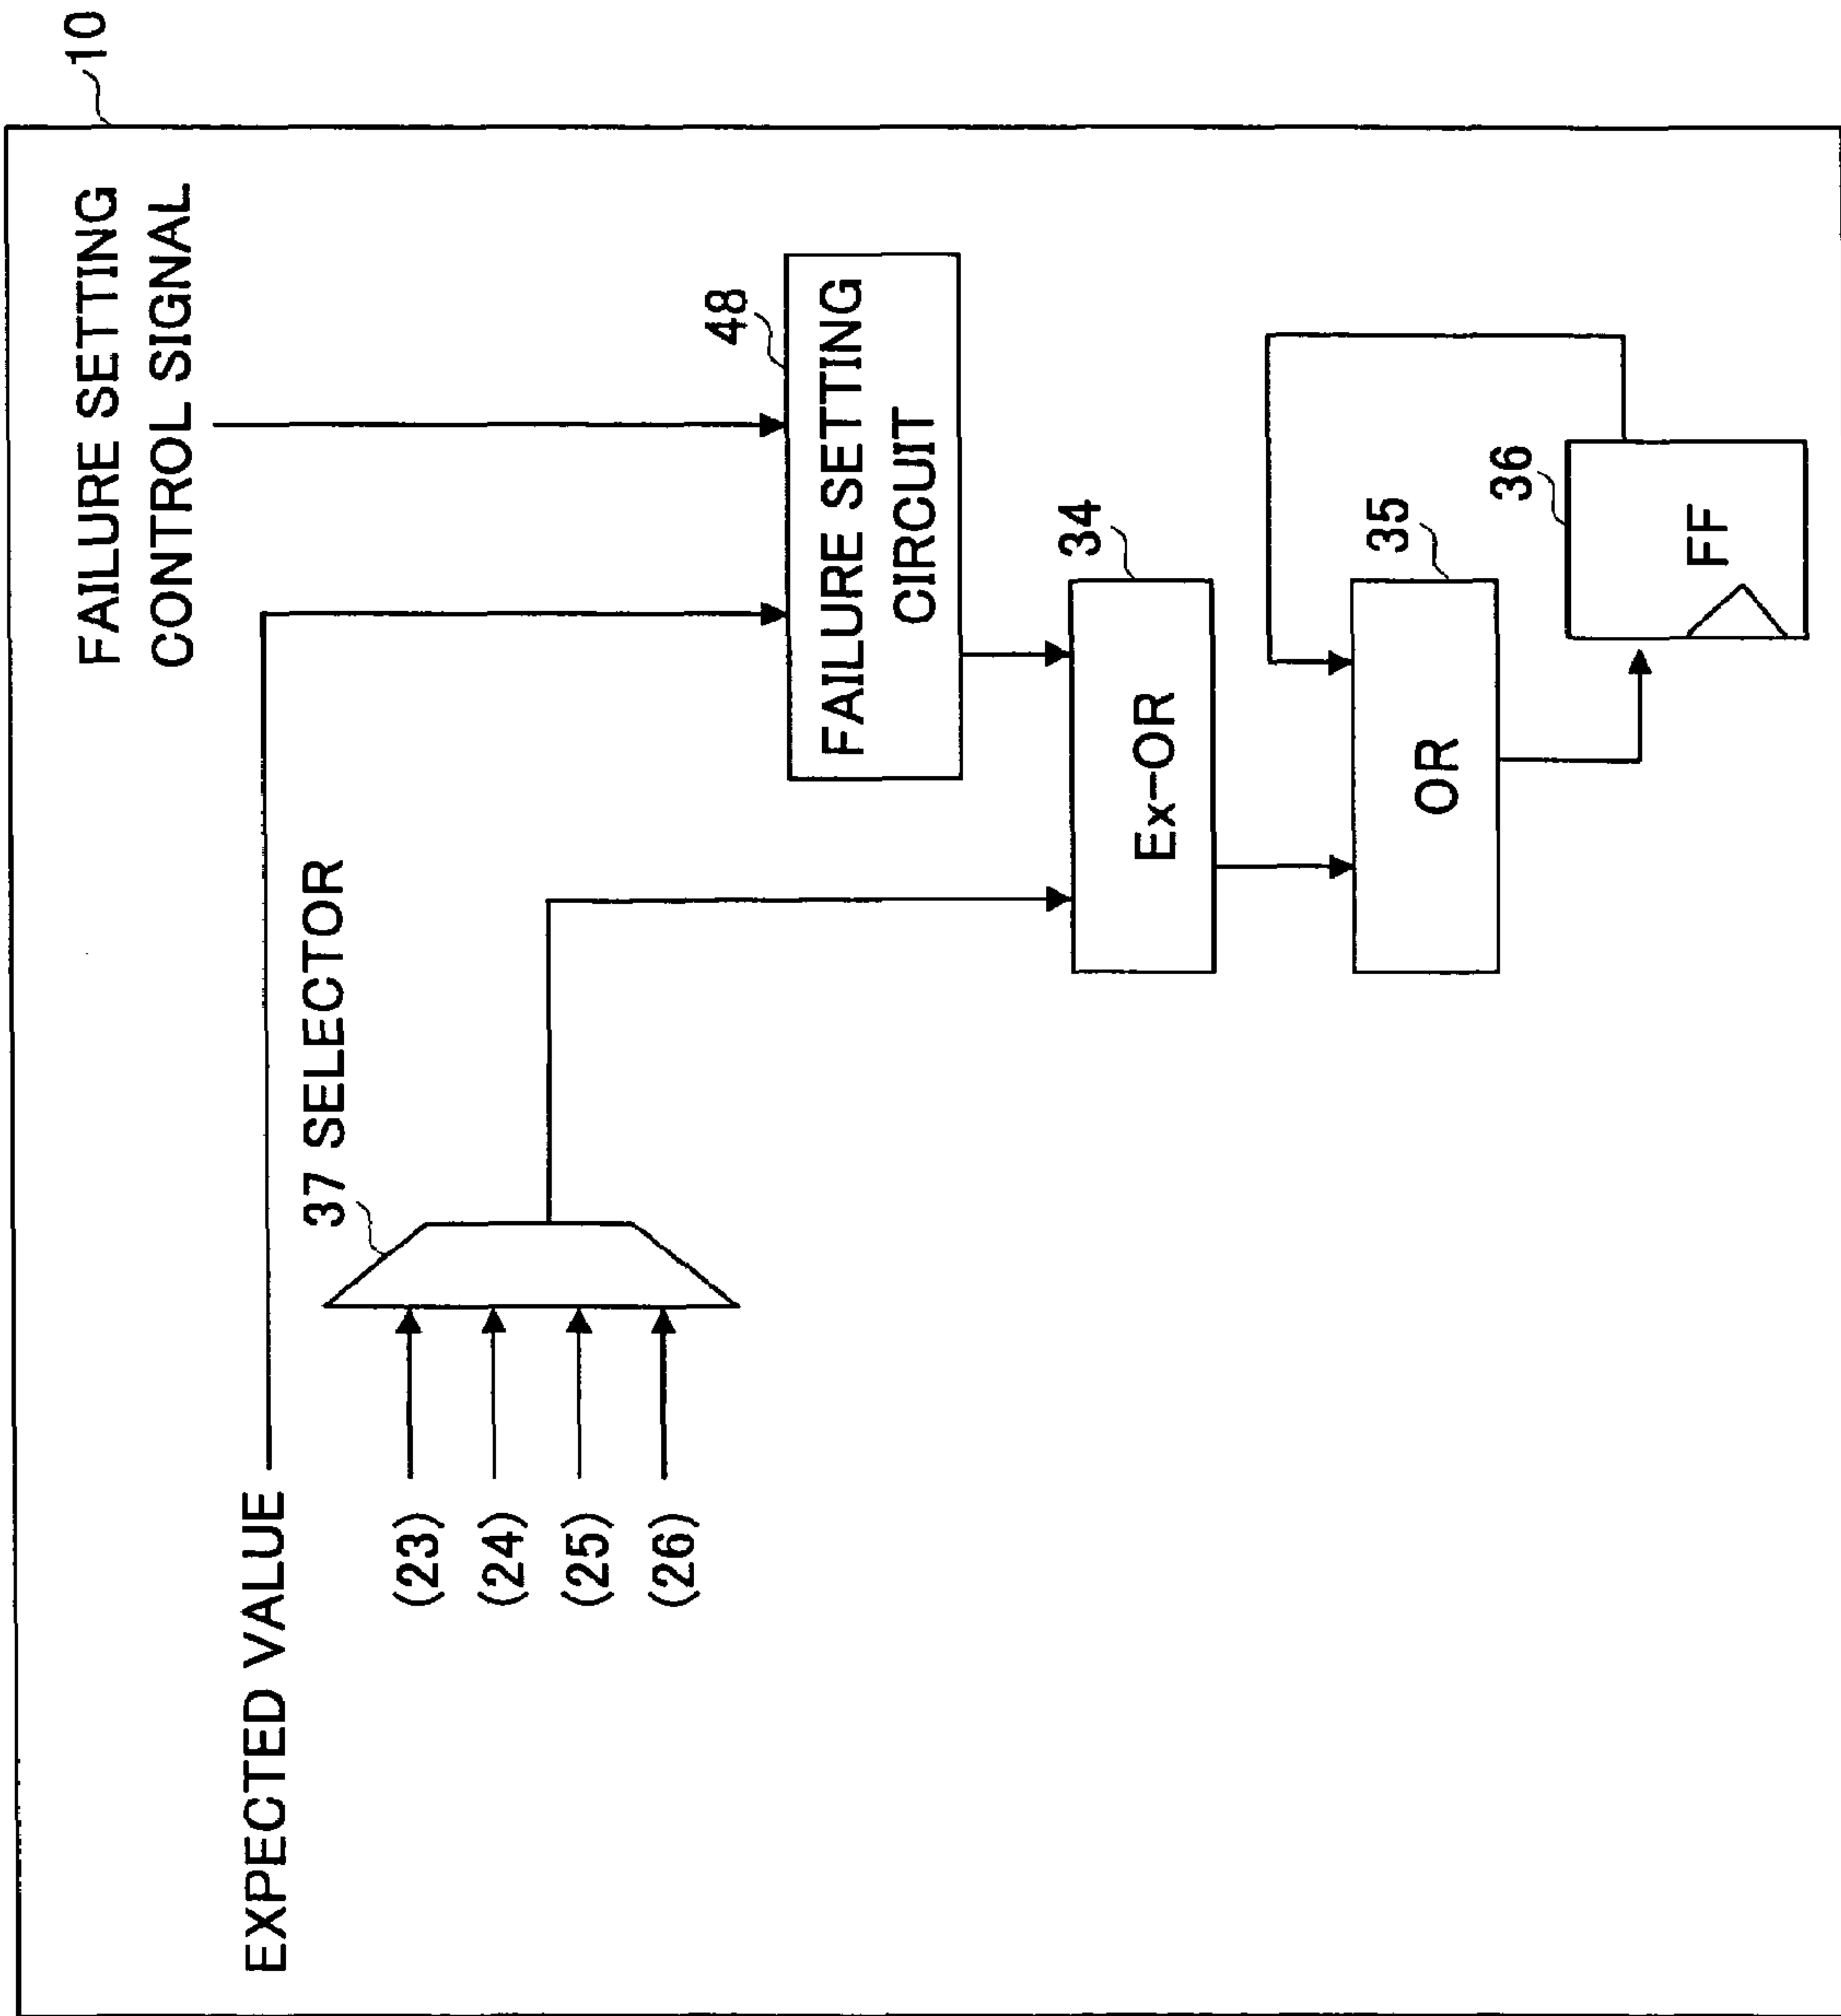 10
FAILURE SETTING
CONTROL SIGNAL
EXPECTED VALUE
37 SELECTOR
(23)
(24)
(25)
(26)
48
FAILURE SETTING
CIRCUIT
34
Ex-OR
35
OR
36
FF